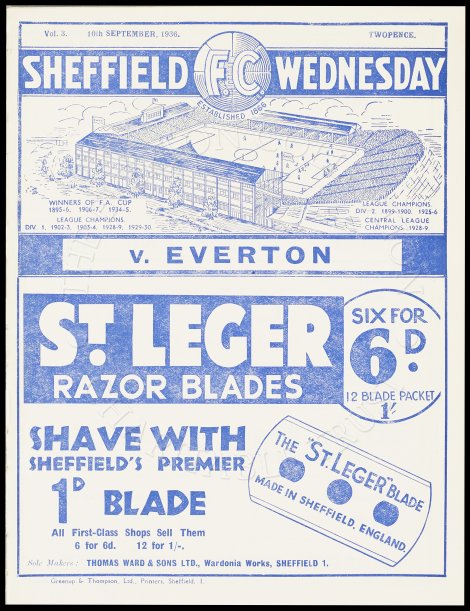 Vol. 3. 10th SEPTEMBER, 1936. TWOPENCE.
SHEFFIELD F.C. WEDNESDAY
ESTABLISHED 1866
WINNERS OF F.A. CUP
1895-6, 1906-7, 1934-5.
LEAGUE CHAMPIONS
DIV 1, 1902-3, 1903-4, 1928-9, 1929-30.
LEAGUE CHAMPIONS
DIV 2. 1899-1900, 1925-6
CENTRAL LEAGUE
CHAMPIONS, 1928-9.
v. EVERTON
ST. LEGER
RAZOR BLADES
SIX FOR
6D.
12 BLADE PACKET
1/-
SHAVE WITH
SHEFFIELD'S PREMIER
1D BLADE
All First-Class Shops Sell Them
6 for 6d. 12 for 1/-.
THE "ST. LEGER" BLADE
MADE IN SHEFFIELD, ENGLAND.
Sole Makers: THOMAS WARD & SONS LTD., Wardonia Works, SHEFFIELD 1.
Greenup & Thompson, Ltd., Printers, Sheffield, 1.